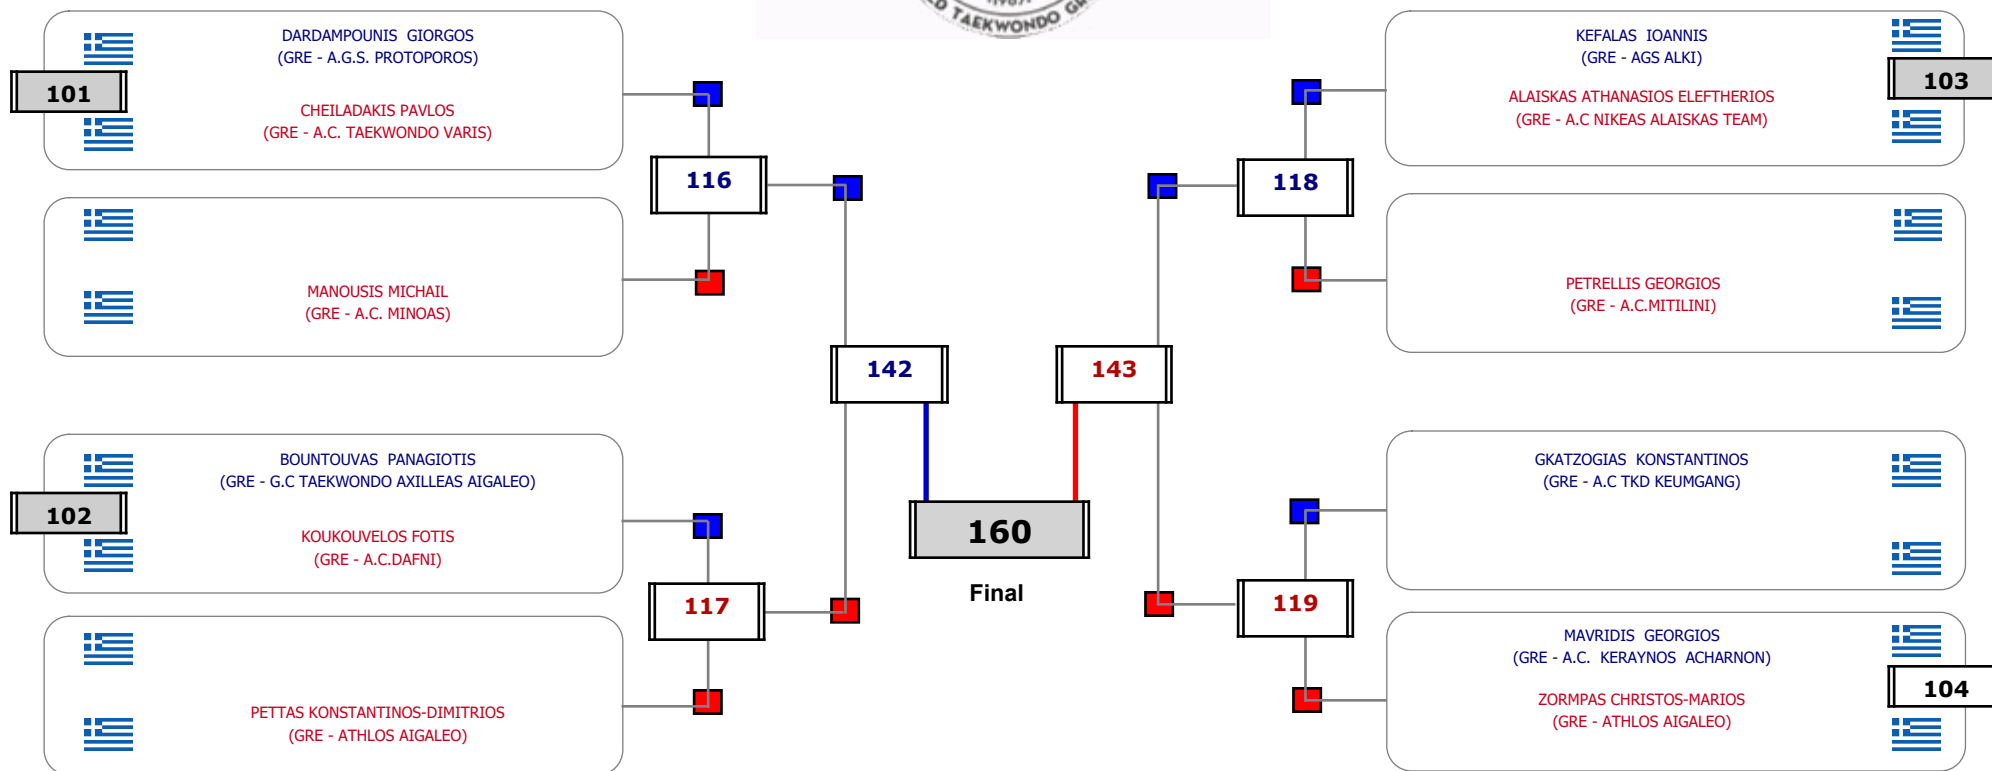 TAEKWONDO
DARDAMPOUNIS GIORGOS
(GRE - A.G.S. PROTOPOROS)
101
CHEILADAKIS PAVLOS
(GRE - A.C. TAEKWONDO VARIS)
116
MANOUSIS MICHAIL
(GRE - A.C. MINOAS)
142
BOUNTOUVAS PANAGIOTIS
(GRE - G.C TAEKWONDO AXILLEAS AIGALEO)
102
KOUKOUVELOS FOTIS
(GRE - A.C.DAFNI)
117
PETTAS KONSTANTINOS-DIMITRIOS
(GRE - ATHLOS AIGALEO)
160
Final
KEFALAS IOANNIS
(GRE - AGS ALKI)
103
ALAISKAS ATHANASIOS ELEFTHERIOS
(GRE - A.C NIKEAS ALAISKAS TEAM)
118
PETRELLIS GEORGIOS
(GRE - A.C.MITILINI)
143
GKATZOGIAS KONSTANTINOS
(GRE - A.C TKD KEUMGANG)
119
MAVRIDIS GEORGIOS
(GRE - A.C. KERAYNOS ACHARNON)
104
ZORMPAS CHRISTOS-MARIOS
(GRE - ATHLOS AIGALEO)